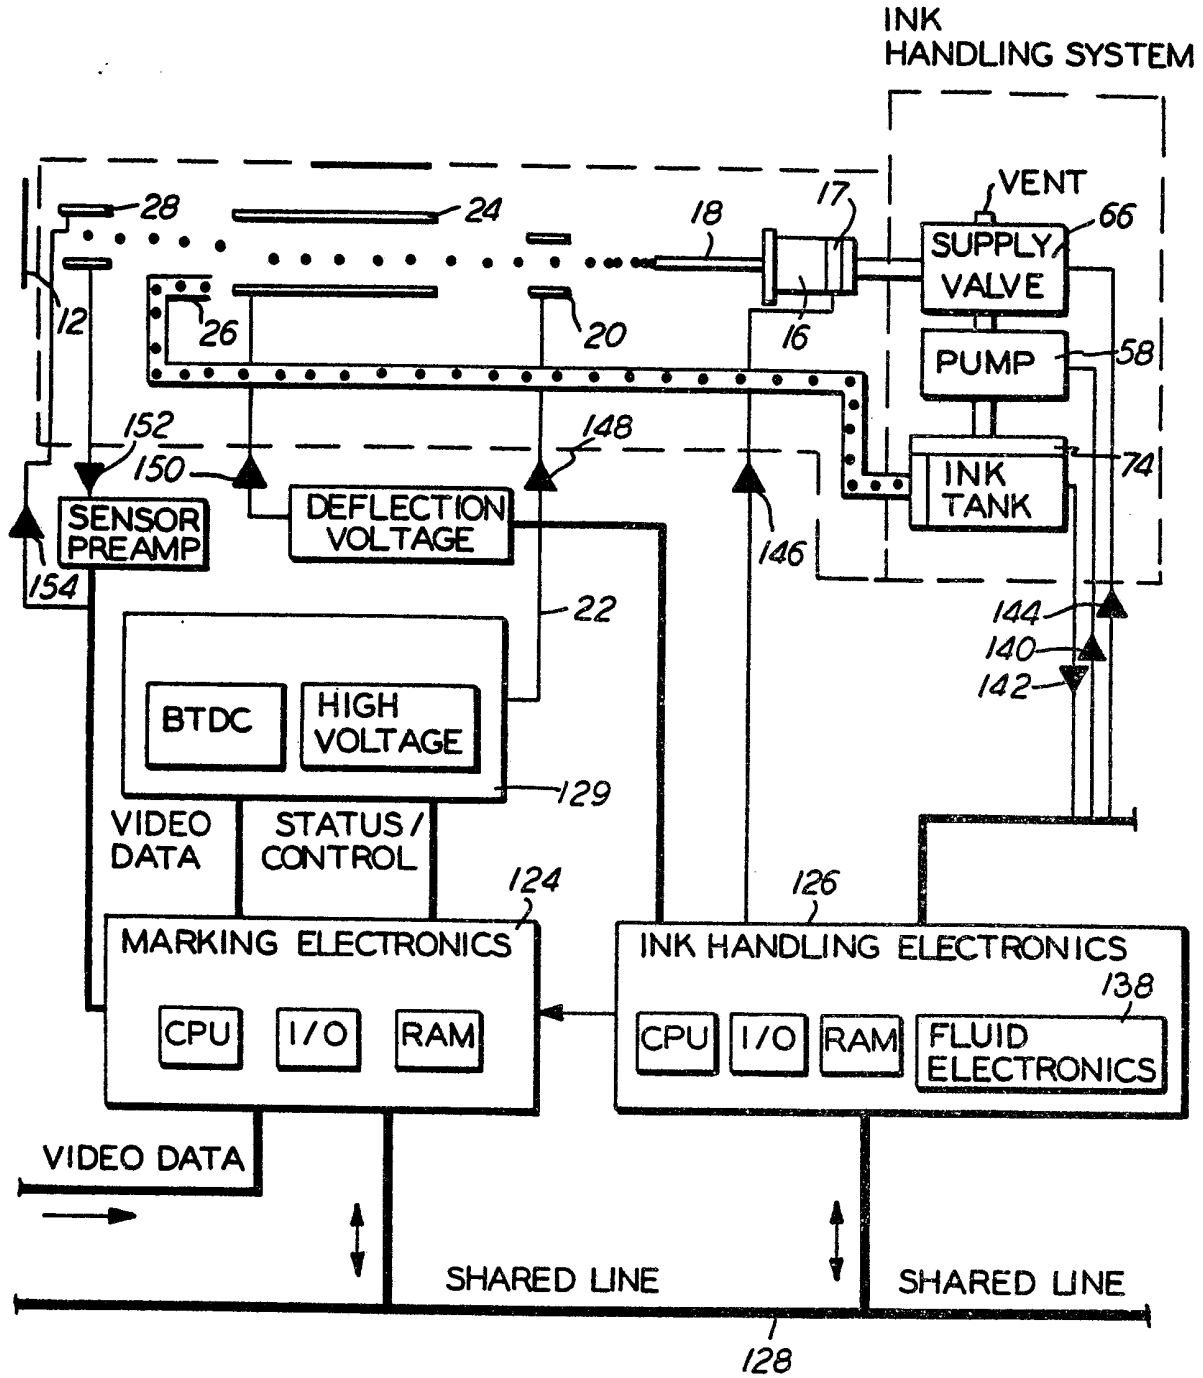 INK
HANDLING SYSTEM
VENT
17
28
24
18
66
SUPPLY
VALVE
12
26
20
16
PUMP
58
152
148
150
74
INK
TANK
SENSOR
PREAMP
DEFLECTION
VOLTAGE
146
154
22
144
140
142
BTDC
HIGH
VOLTAGE
129
VIDEO
DATA
STATUS/
CONTROL
124
126
MARKING ELECTRONICS
INK HANDLING ELECTRONICS
138
CPU
I/O
RAM
CPU
I/O
RAM
FLUID
ELECTRONICS
VIDEO DATA
SHARED LINE
SHARED LINE
128